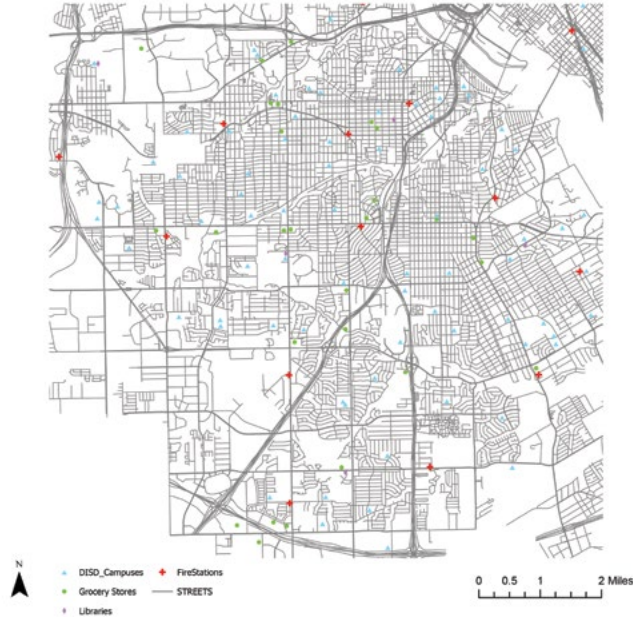 N
DISD_Campuses
FireStations
Grocery Stores
STREETS
Libraries
0 0.5 1 2 Miles